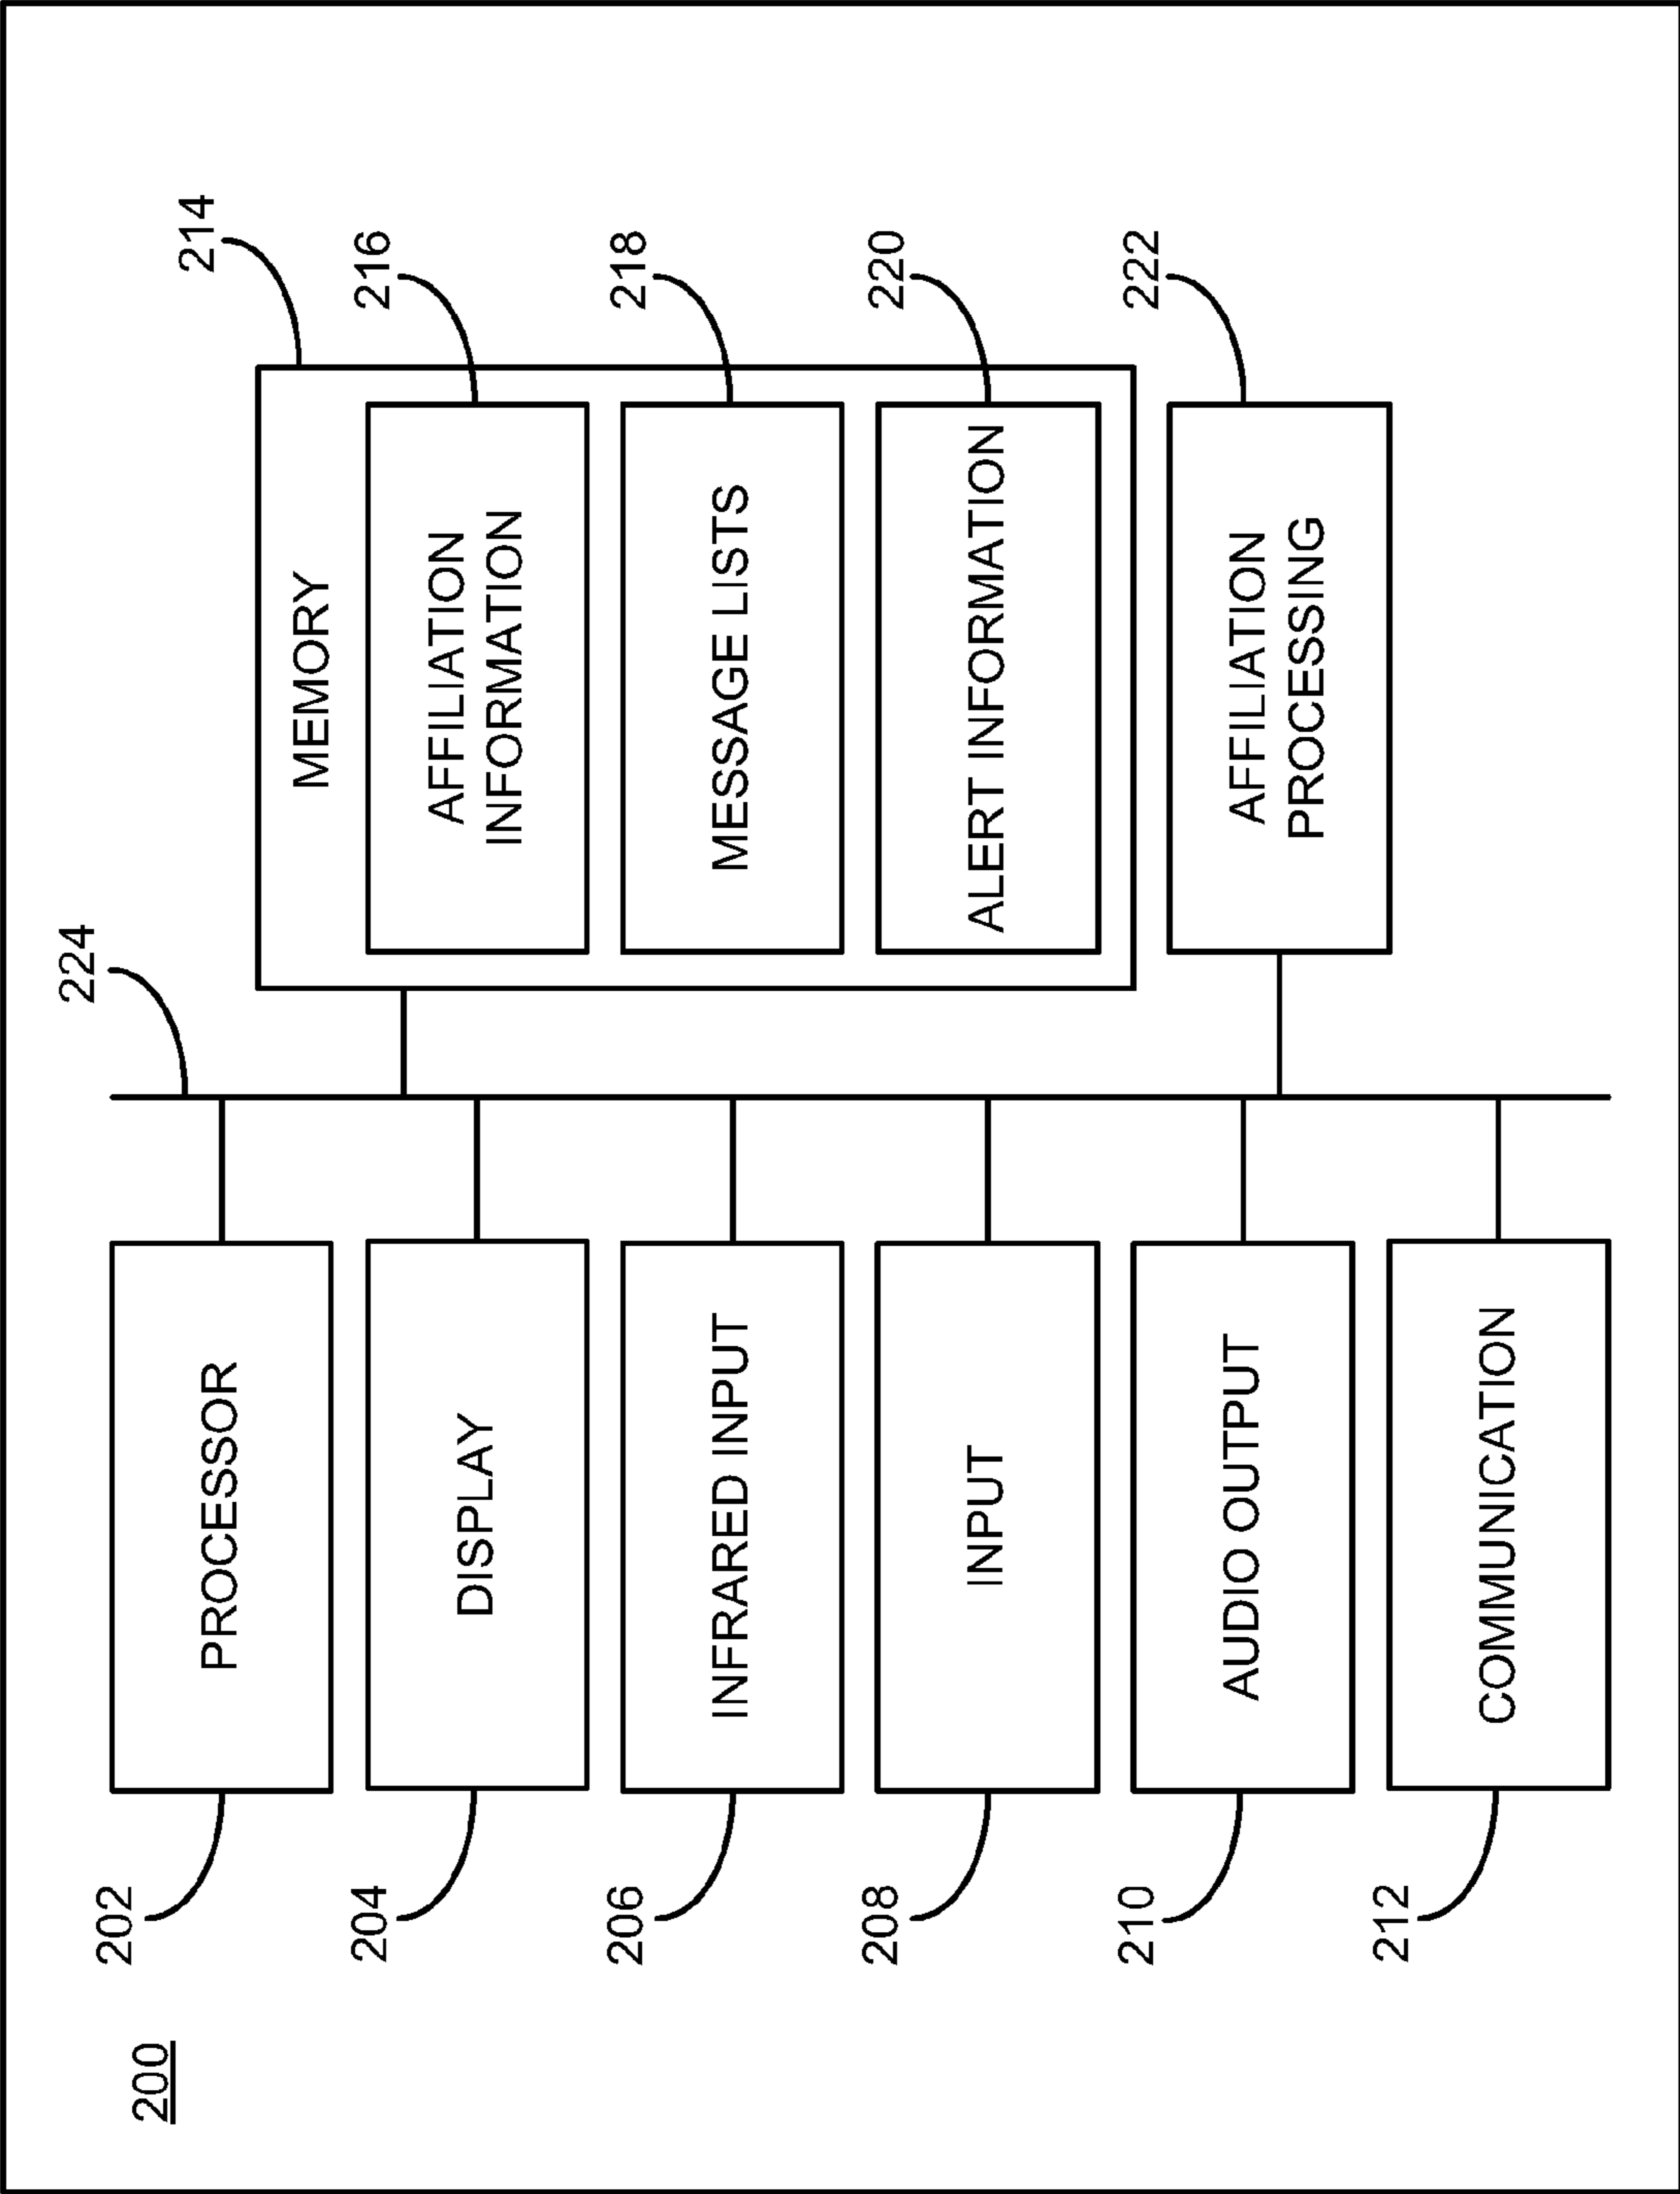 200
202
PROCESSOR
204
DISPLAY
206
INFRARED INPUT
208
INPUT
210
AUDIO OUTPUT
212
COMMUNICATION
224
214
MEMORY
216
AFFILIATION
INFORMATION
218
MESSAGE LISTS
220
ALERT INFORMATION
222
AFFILIATION
PROCESSING